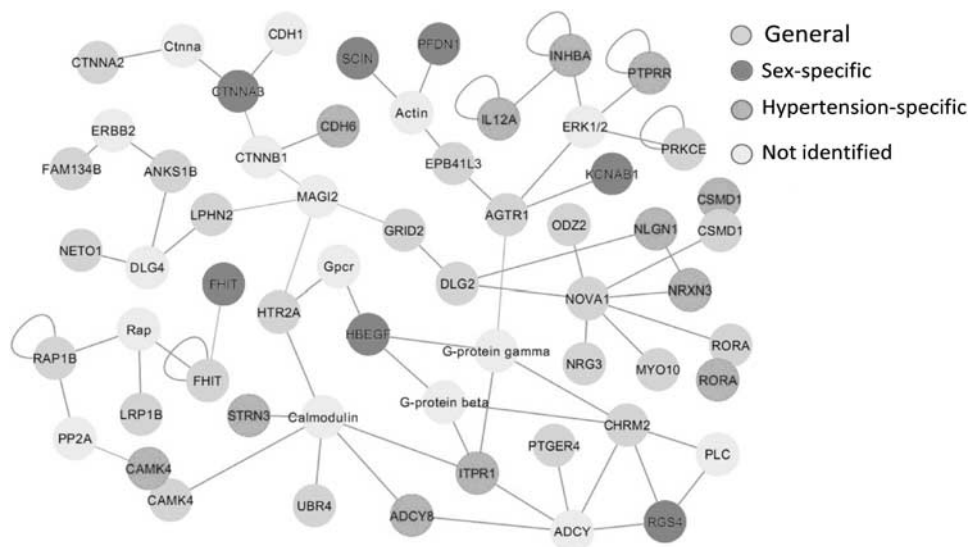 CTNNA2
Ctnna
CDH1
SCIN
PFDN1
INHBA
PTPRR
General
Sex-specific
Hypertension-specific
Not identified
CTNNA3
IL12A
Actin
ERK1/2
PRKCE
ERBB2
FAM134B
ANKS1B
CTNNB1
CDH6
EPB41L3
KCNAB1
CSMD1
CSMD1
LPHN2
MAGI2
AGTR1
ODZ2
NLGN1
NETO1
DLG4
GRID2
DLG2
NOVA1
NRXN3
FHIT
Gpcr
HTR2A
HBEGF
G-protein gamma
NRG3
MYO10
RORA
RORA
RAP1B
Rap
FHIT
LRP1B
STRN3
Calmodulin
G-protein beta
CHRM2
PP2A
CAMK4
CAMK4
UBR4
ADCY8
ITPR1
PTGER4
PLC
ADCY
RGS4